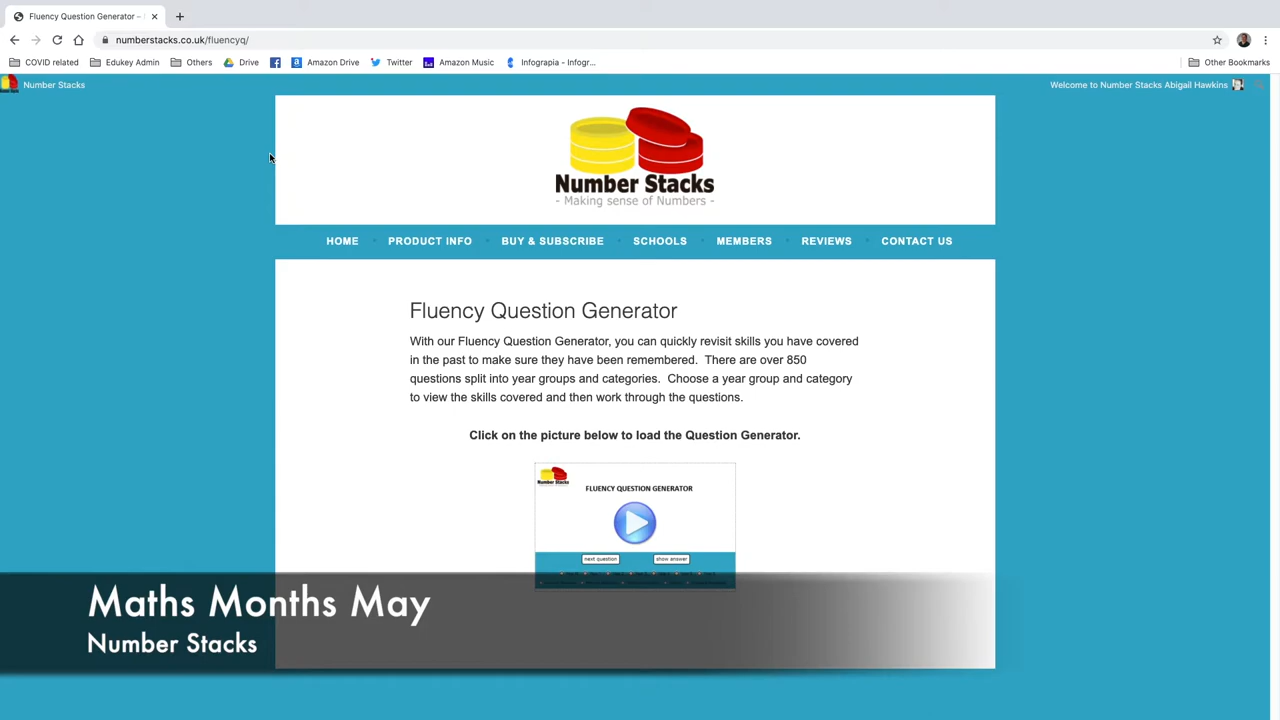 Fluency Question Generator –
numberstacks.co.uk/fluencyq/
COVID related
Edukey Admin
Others
Drive
Amazon Drive
Twitter
Amazon Music
Infograpia - Infogr...
Other Bookmarks
Number Stacks
Welcome to Number Stacks Abigail Hawkins
Number Stacks
- Making sense of Numbers -
HOME
PRODUCT INFO
BUY & SUBSCRIBE
SCHOOLS
MEMBERS
REVIEWS
CONTACT US
Fluency Question Generator
With our Fluency Question Generator, you can quickly revisit skills you have covered
in the past to make sure they have been remembered. There are over 850
questions split into year groups and categories. Choose a year group and category
to view the skills covered and then work through the questions.
Click on the picture below to load the Question Generator.
Number Stacks
FLUENCY QUESTION GENERATOR
next question
show answer
Maths Months May
Number Stacks